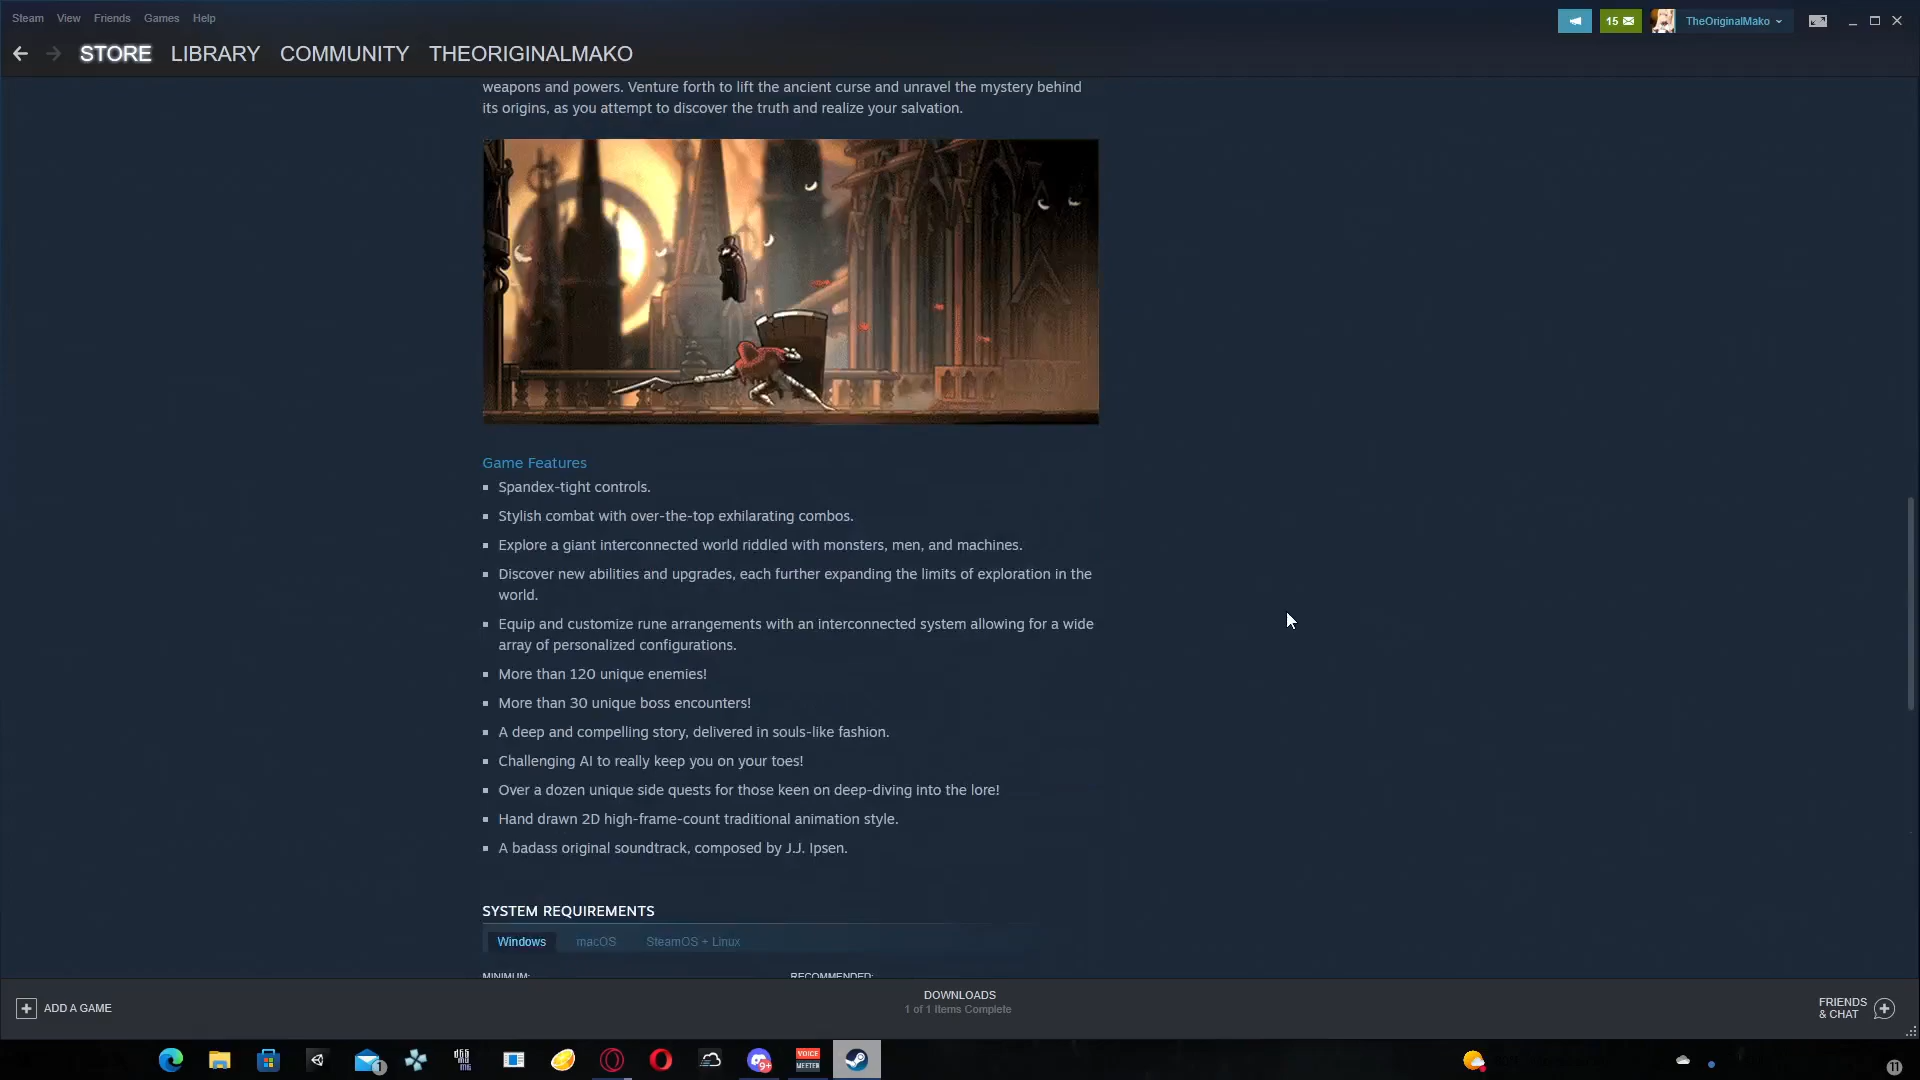 Steam View Friends Games Help
15 TheOriginalMako
STORE LIBRARY COMMUNITY THEORIGINALMAKO
weapons and powers. Venture forth to lift the ancient curse and unravel the mystery behind
its origins, as you attempt to discover the truth and realize your salvation.
Game Features
Spandex-tight controls.
Stylish combat with over-the-top exhilarating combos.
Explore a giant interconnected world riddled with monsters, men, and machines.
Discover new abilities and upgrades, each further expanding the limits of exploration in the
world.
Equip and customize rune arrangements with an interconnected system allowing for a wide
array of personalized configurations.
More than 120 unique enemies!
More than 30 unique boss encounters!
A deep and compelling story, delivered in souls-like fashion.
Challenging AI to really keep you on your toes!
Over a dozen unique side quests for those keen on deep-diving into the lore!
Hand drawn 2D high-frame-count traditional animation style.
A badass original soundtrack, composed by J.J. Ipsen.
SYSTEM REQUIREMENTS
Windows macOS SteamOS + Linux
MINIMUM: RECOMMENDED:
ADD A GAME
DOWNLOADS
1 of 1 Items Complete
FRIENDS
& CHAT
1
9+
VOICE
MEETER
11